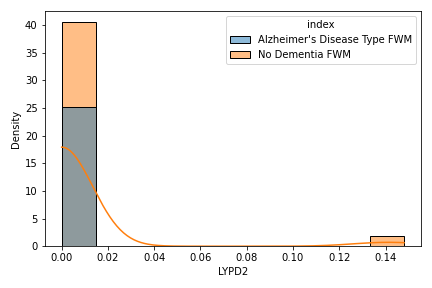 index
Alzheimer's Disease Type FWM
No Dementia FWM
Density
40
35
30
25
20
15
10
5
0
0.00 0.02 0.04 0.06 0.08 0.10 0.12 0.14
LYPD2